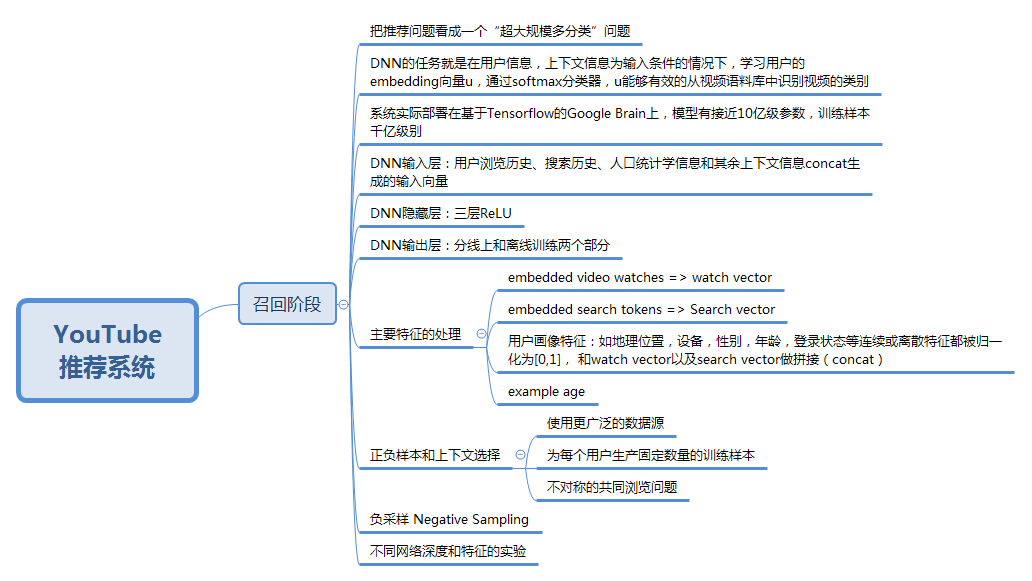 YouTube
推荐系统
召回阶段
把推荐问题看成一个“超大规模多分类”问题
DNN的任务就是在用户信息，上下文信息为输入条件的情况下，学习用户的
embedding向量u，通过softmax分类器，u能够有效的从视频语料库中识别视频的类别
系统实际部署在基于Tensorflow的Google Brain上，模型有接近10亿级参数，训练样本
千亿级别
DNN输入层：用户浏览历史、搜索历史、人口统计学信息和其余上下文信息concat生
成的输入向量
DNN隐藏层：三层ReLU
DNN输出层：分线上和离线训练两个部分
主要特征的处理
embedded video watches => watch vector
embedded search tokens => Search vector
用户画像特征：如地理位置，设备，性别，年龄，登录状态等连续或离散特征都被归一
化为[0,1]， 和watch vector以及search vector做拼接（concat）
example age
正负样本和上下文选择
使用更广泛的数据源
为每个用户生产固定数量的训练样本
不对称的共同浏览问题
负采样 Negative Sampling
不同网络深度和特征的实验